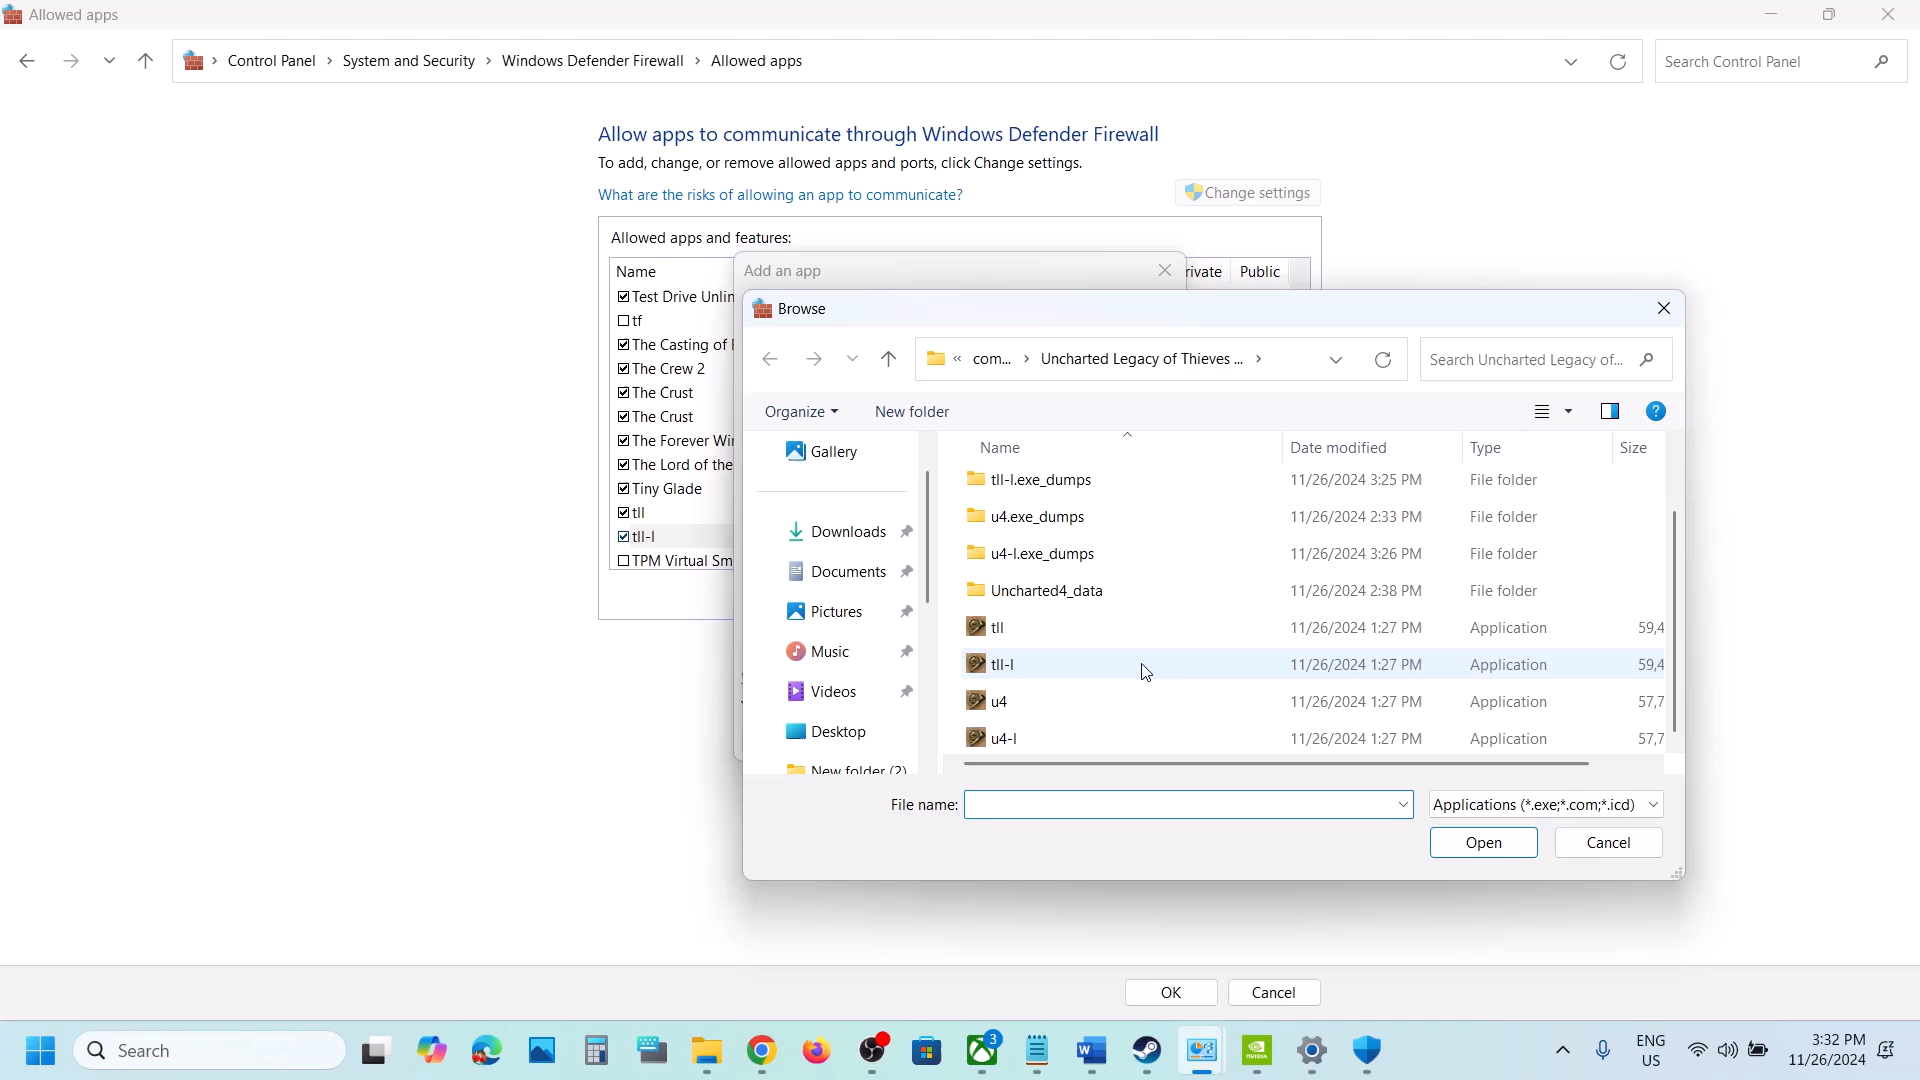 Allowed apps
Control Panel > System and Security > Windows Defender Firewall > Allowed apps
Search Control Panel
Allow apps to communicate through Windows Defender Firewall
To add, change, or remove allowed apps and ports, click Change settings.
What are the risks of allowing an app to communicate?
Change settings
Allowed apps and features:
Name
rivate
Public
Test Drive Unlin
tf
The Casting of F
The Crew 2
The Crust
The Crust
The Forever Wi
The Lord of the
Tiny Glade
tll
tll-l
TPM Virtual Sm
Add an app
Browse
« com... > Uncharted Legacy of Thieves ... >
Search Uncharted Legacy of...
Organize
New folder
Gallery
Downloads
Documents
Pictures
Music
Videos
Desktop
New folder (2)
Name Date modified Type Size
tll-l.exe_dumps 11/26/2024 3:25 PM File folder
u4.exe_dumps 11/26/2024 2:33 PM File folder
u4-l.exe_dumps 11/26/2024 3:26 PM File folder
Uncharted4_data 11/26/2024 2:38 PM File folder
tll 11/26/2024 1:27 PM Application 59,4
tll-l 11/26/2024 1:27 PM Application 59,4
u4 11/26/2024 1:27 PM Application 57,7
u4-l 11/26/2024 1:27 PM Application 57,7
File name:
Applications (*.exe;*.com;*.icd)
Open
Cancel
OK
Cancel
Search
3
ENG
US
3:32 PM
11/26/2024